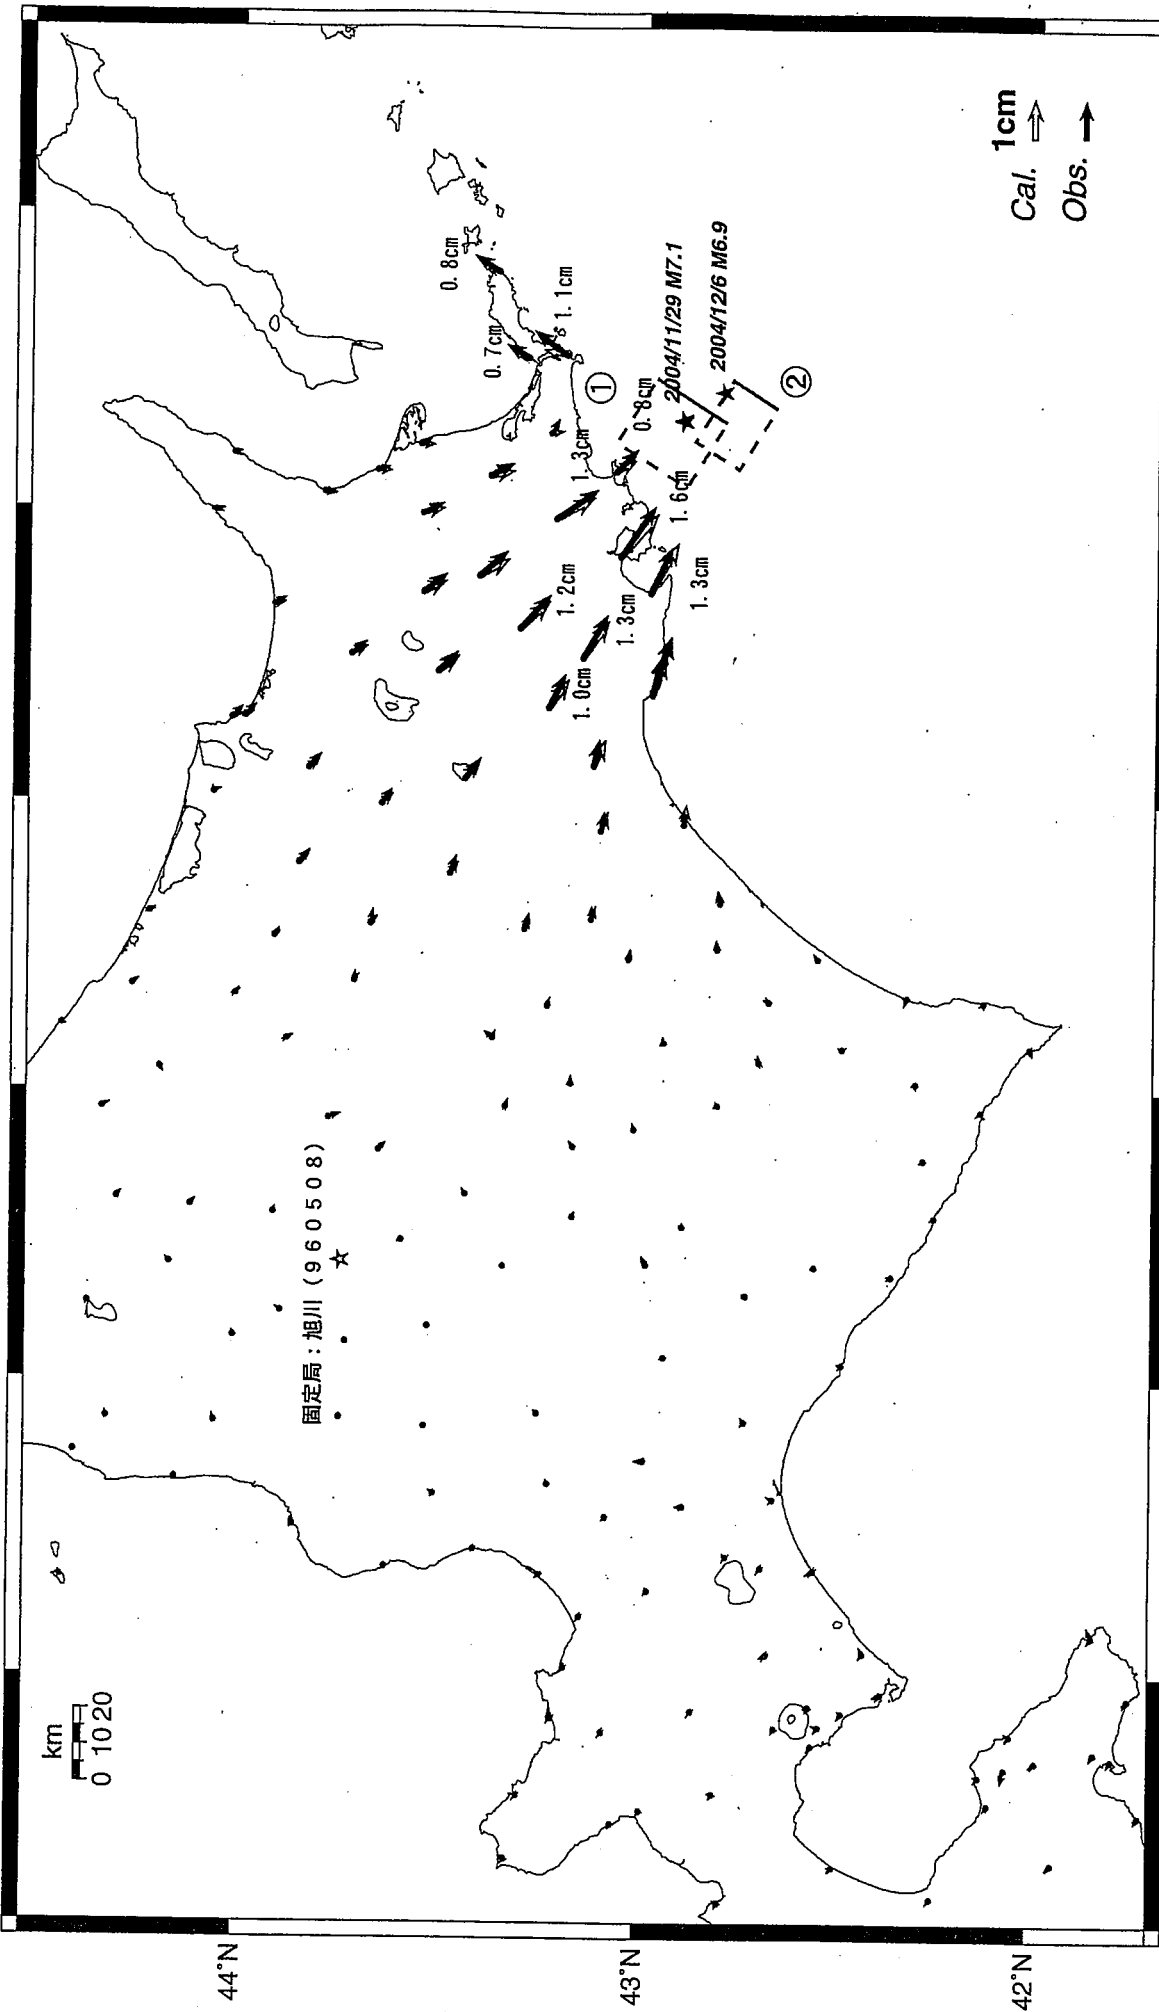 km
0 10 20
44°N
43°N
42°N
固定局：旭川(960508)
0.8cm
0.7cm
1.1cm
①
0.8cm
1.3cm
2004/11/29 M7.1
2004/12/6 M6.9
②
1.6cm
1.2cm
1.3cm
1.3cm
1.0cm
1cm
Cal.
Obs.